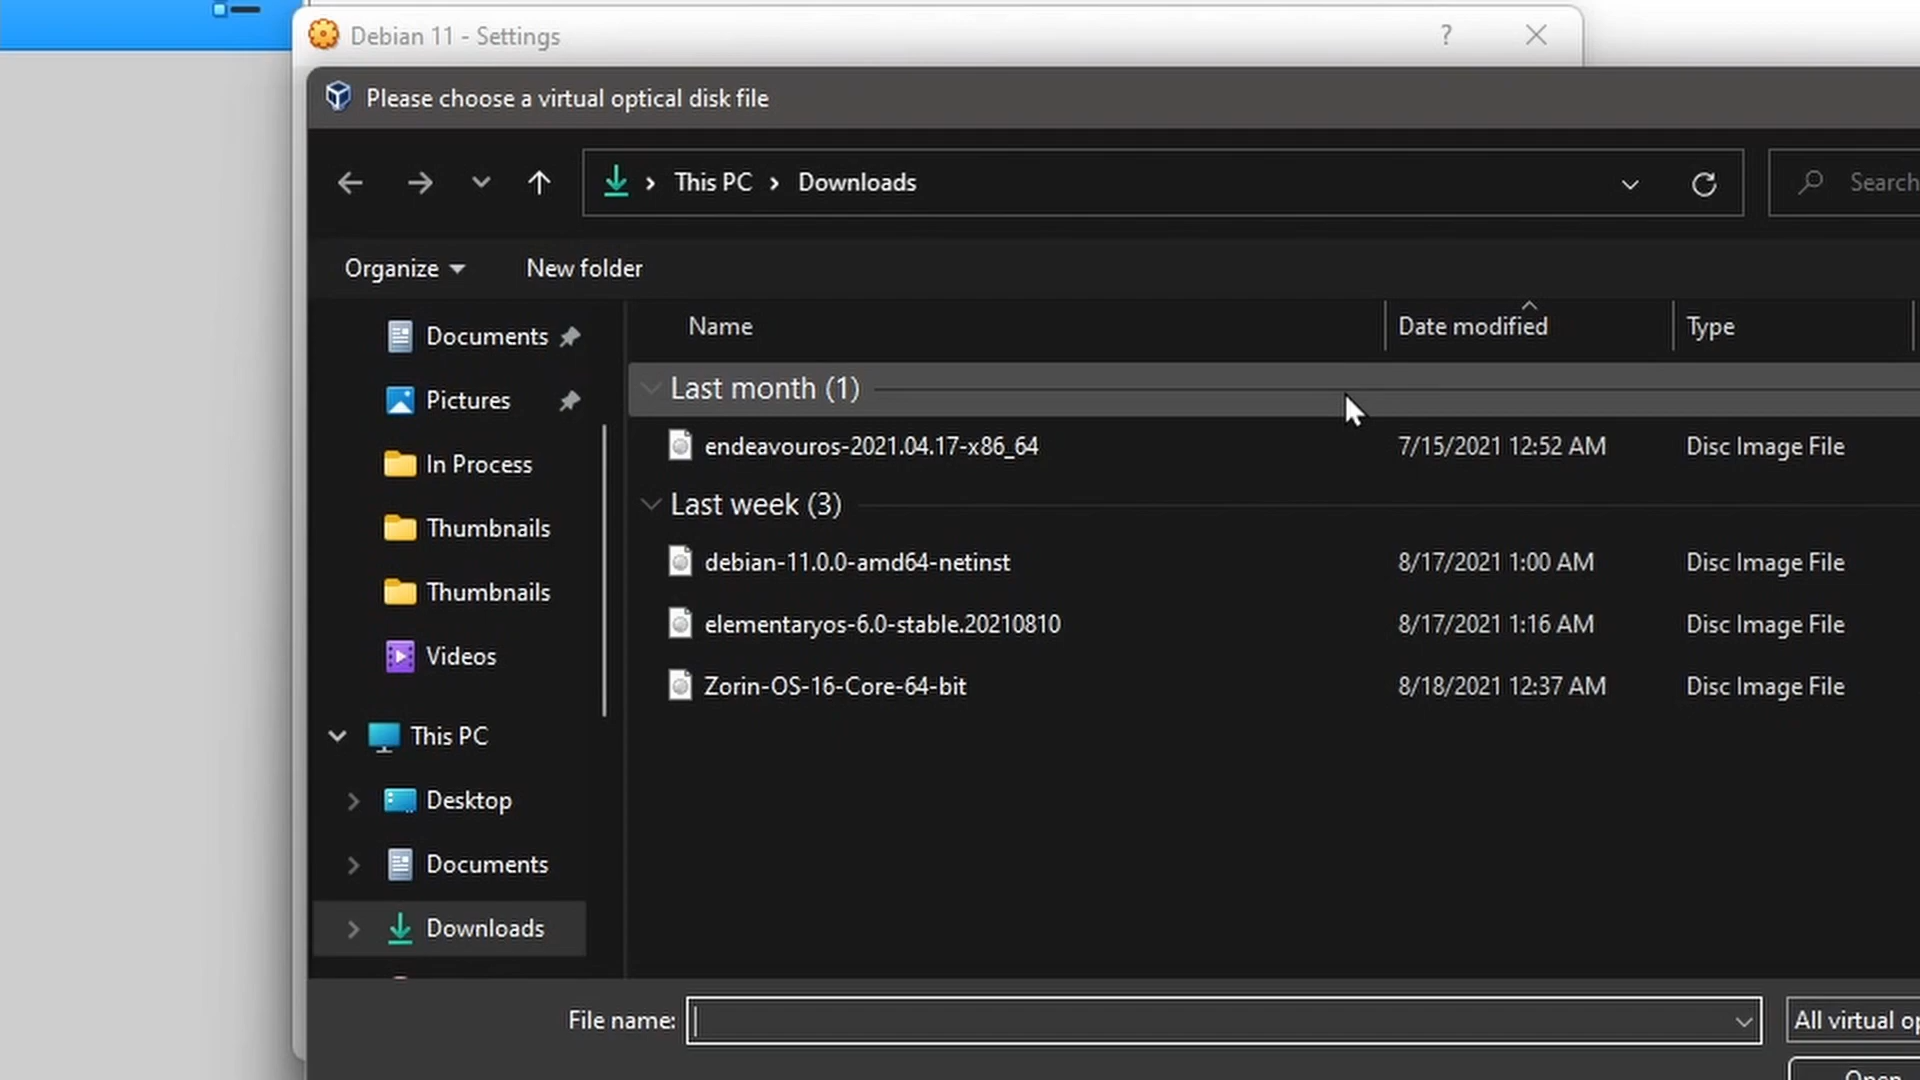 Debian 11 - Settings
?
Please choose a virtual optical disk file
This PC
Downloads
Search
Organize
New folder
Name
Date modified
Type
Documents
Pictures
In Process
Thumbnails
Thumbnails
Videos
This PC
Desktop
Documents
Downloads
Last month (1)
endeavouros-2021.04.17-x86_64 7/15/2021 12:52 AM Disc Image File
Last week (3)
debian-11.0.0-amd64-netinst 8/17/2021 1:00 AM Disc Image File
elementaryos-6.0-stable.20210810 8/17/2021 1:16 AM Disc Image File
Zorin-OS-16-Core-64-bit 8/18/2021 12:37 AM Disc Image File
File name:
All virtual op
Open